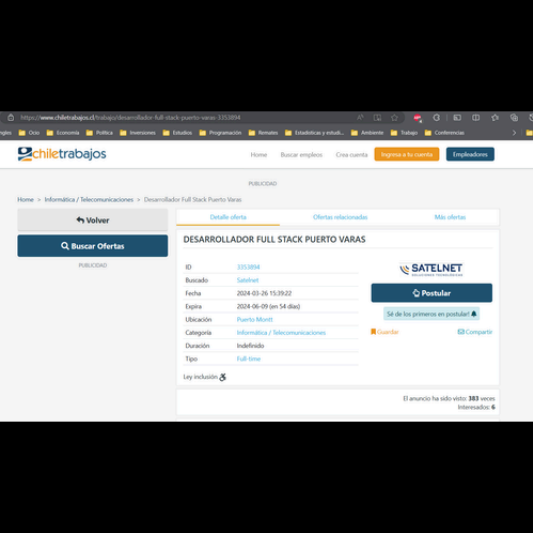 https://www.chiletrabajos.cl/trabajo/desarrollador-full-stack-puerto-varas-3353894
Ocio Economía Política Inversiones Estudios Programación Remates Estadísticas y estudi... Ambiente Trabajo Conferencias
chiletrabajos
Home Buscar empleos Crea cuenta Ingresa a tu cuenta Empleadores
PUBLICIDAD
Home > Informática / Telecomunicaciones > Desarrollador Full Stack Puerto Varas
Volver
Buscar Ofertas
PUBLICIDAD
Detalle oferta Ofertas relacionadas Más ofertas
DESARROLLADOR FULL STACK PUERTO VARAS
ID 3353894
Buscado Satelnet
Fecha 2024-03-26 15:39:22
Expira 2024-06-09 (en 54 días)
Ubicación Puerto Montt
Categoría Informática / Telecomunicaciones
Duración Indefinido
Tipo Full-time
Ley inclusión
SATELNET
Postular
Sé de los primeros en postular!
Guardar Compartir
El anuncio ha sido visto: 383 veces
Interesados: 6